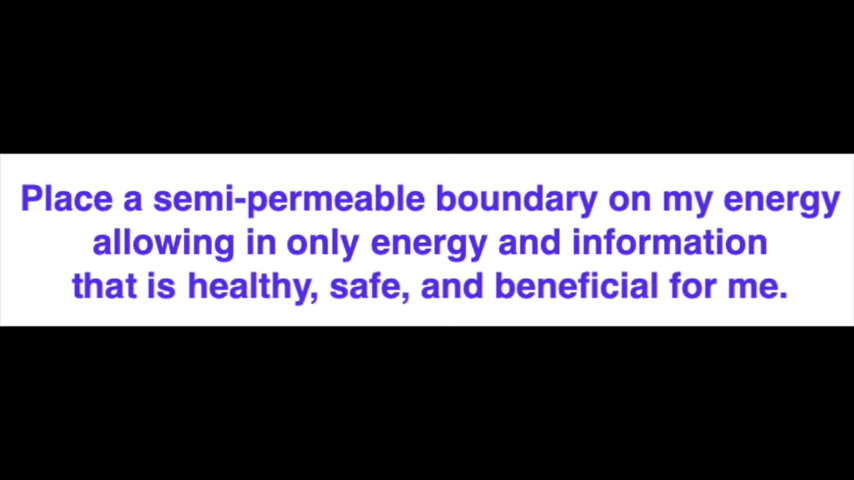 Place a semi-permeable boundary on my energy
allowing in only energy and information
that is healthy, safe, and beneficial for me.